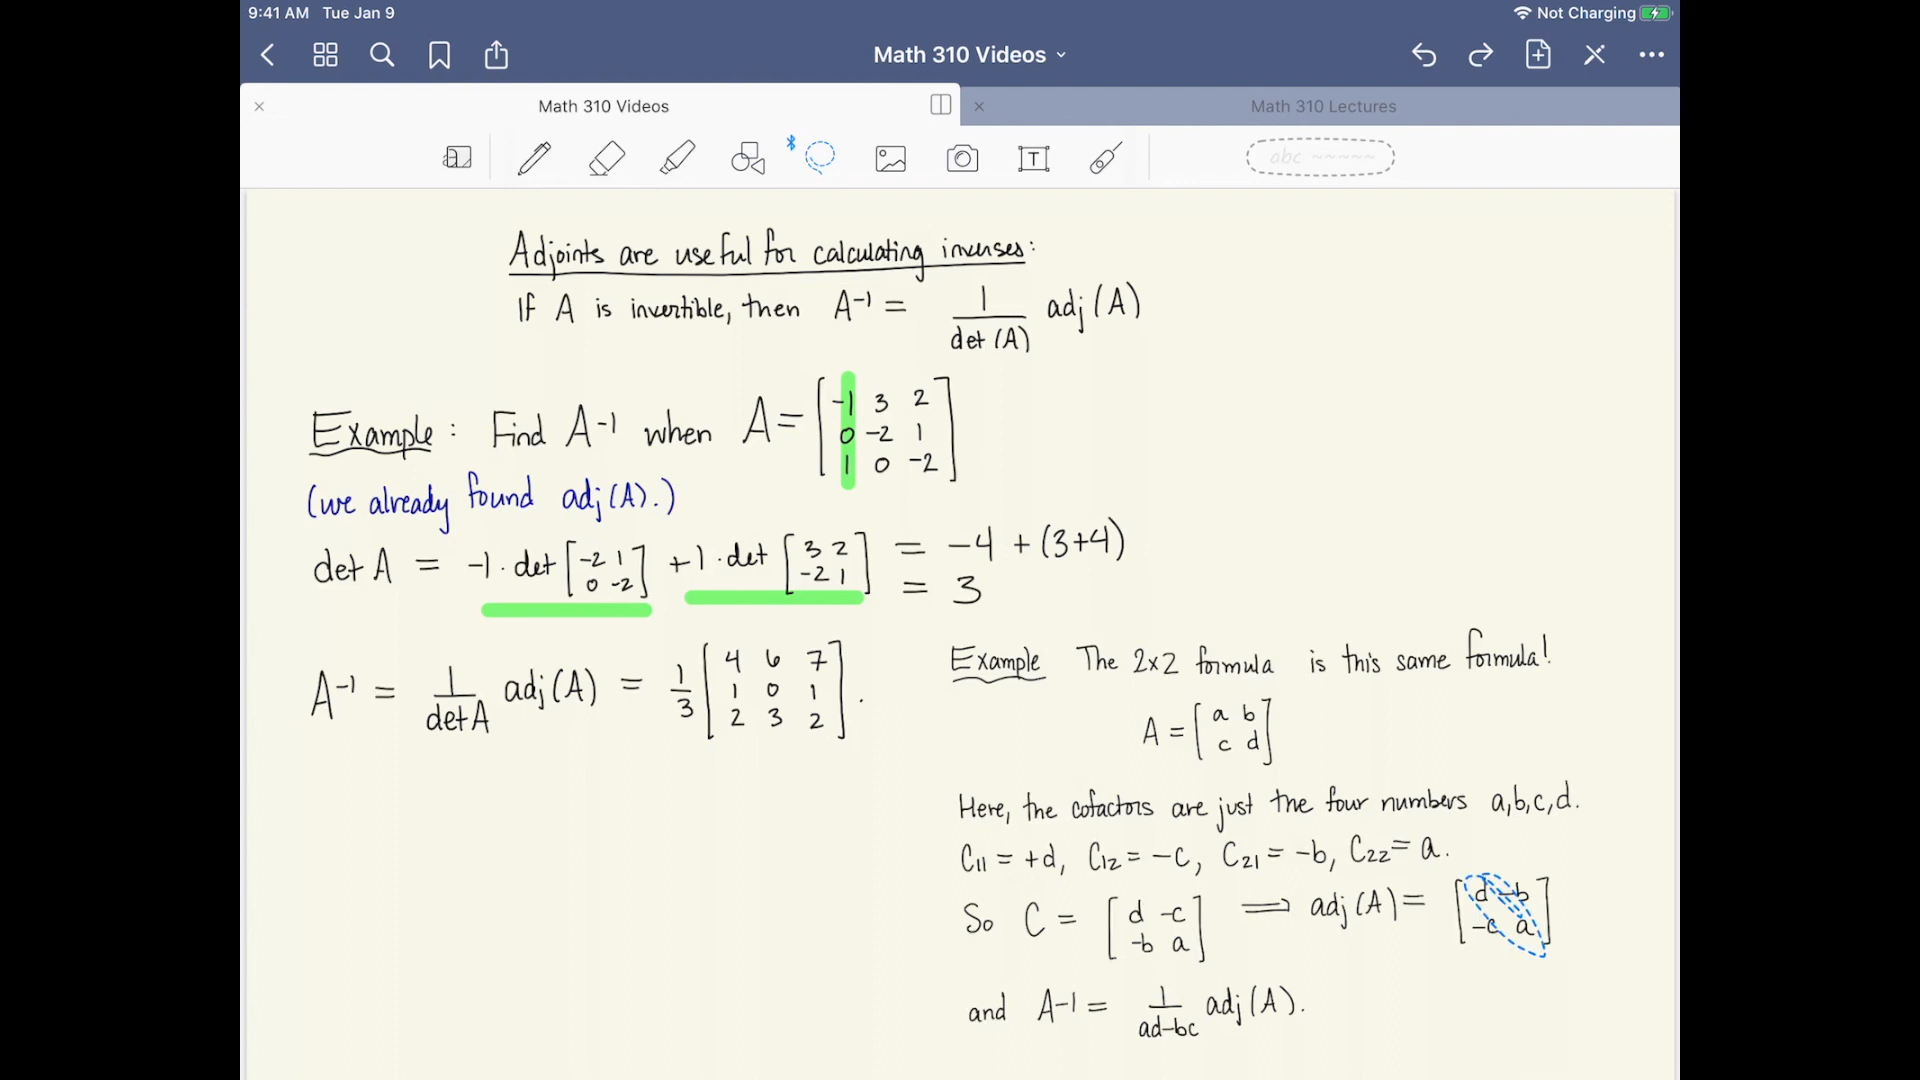 9:41 AM Tue Jan 9
Not Charging
Math 310 Videos
Math 310 Videos
Math 310 Lectures
abc
Adjoints are useful for calculating inverses:
If A is invertible, then A⁻¹ = 1/det(A) adj(A)
Example: Find A⁻¹ when A = [-1 3 2
0 -2 1
1 0 -2]
(we already found adj(A).)
det A = -1·det [-2 1; 0 -2] +1·det [3 2; -2 1] = -4 + (3+4)
= 3
A⁻¹ = 1/detA adj(A) = 1/3 [4 6 7
1 0 1
2 3 2].
Example The 2x2 formula is this same formula!
A = [a b
c d]
Here, the cofactors are just the four numbers a,b,c,d.
C₁₁ = +d, C₁₂ = -c, C₂₁ = -b, C₂₂ = a.
So C = [d -c; -b a] ⟹ adj(A) = [d -b; -c a]
and A⁻¹ = 1/ad-bc adj(A).